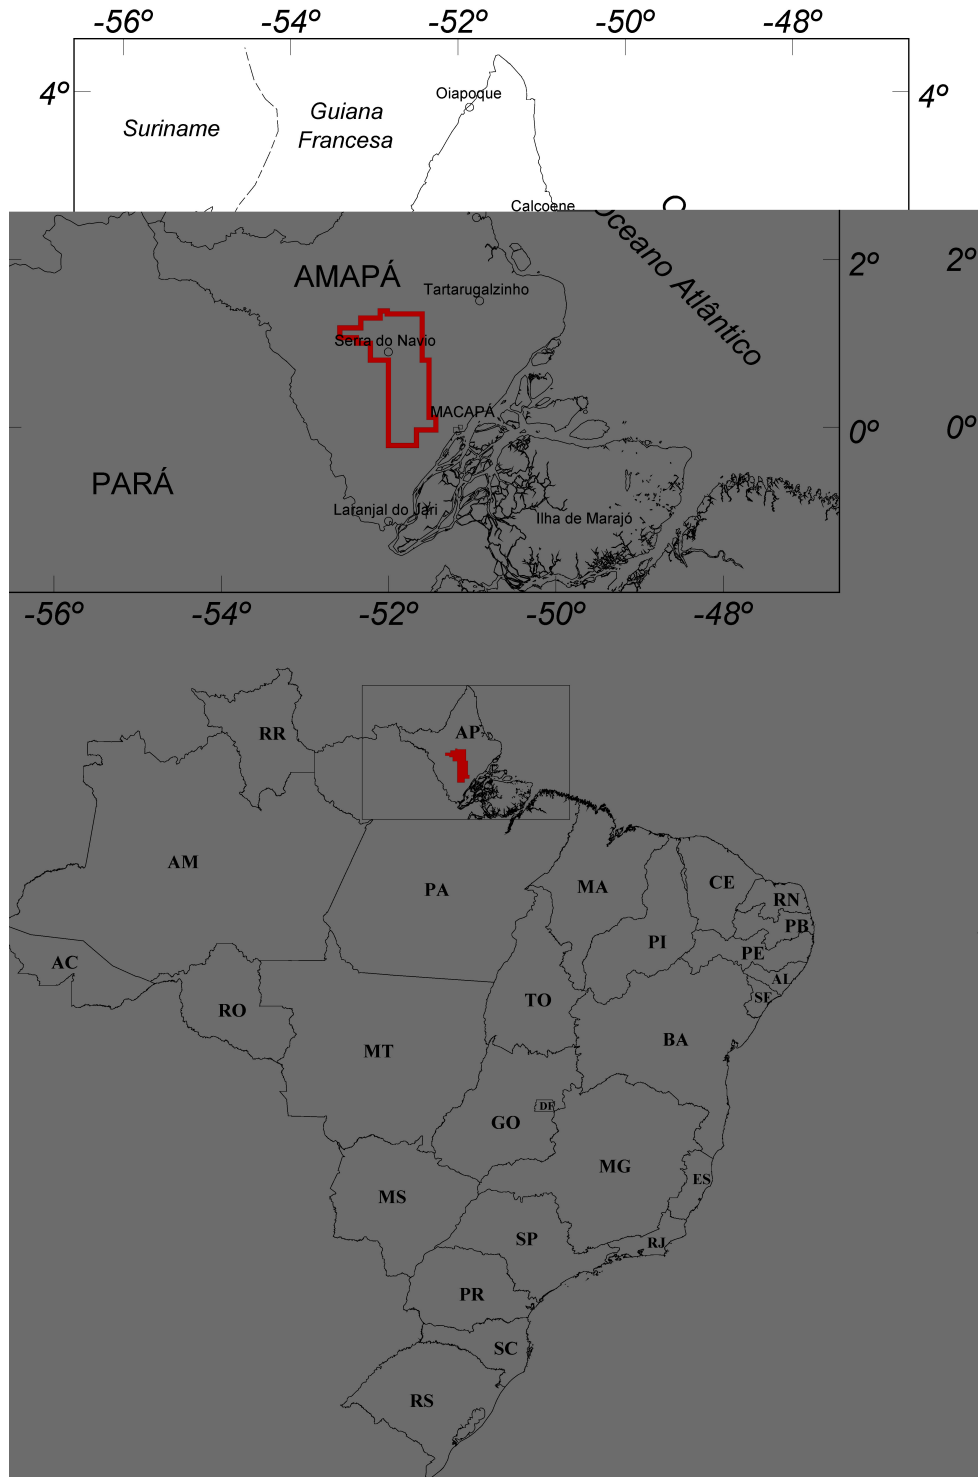 -56º -54º -52º -50º -48º
4º 4º
Oiapoque
Suriname
Guiana
Francesa
Calcoene
Oceano Atlântico
AMAPÁ
2º 2º
Tartarugalzinho
Serra do Navio
MACAPÁ
0º 0º
PARÁ
Laranjal do Jari
Ilha de Marajó
-56º -54º -52º -50º -48º
RR
AP
AM
PA
MA
CE
RN
PB
PI
PE
AC
AL
SE
RO
TO
MT
BA
DF
GO
MG
ES
MS
SP
RJ
PR
SC
RS